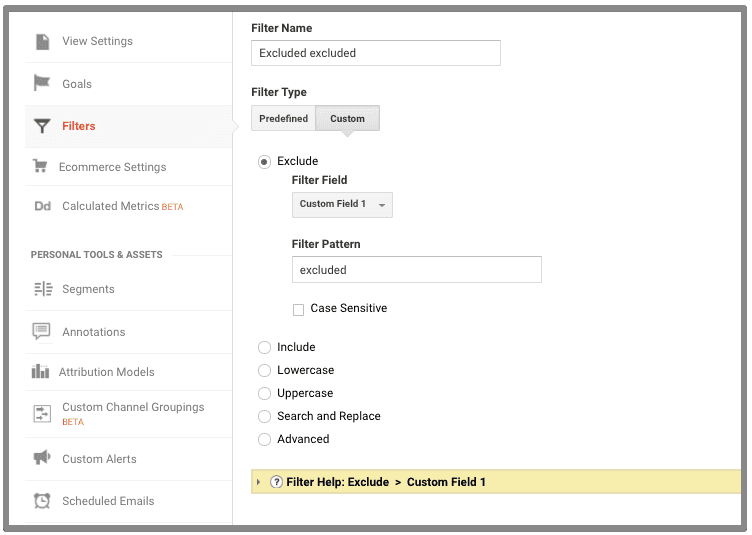 View Settings
Goals
Filters
Ecommerce Settings
Dd Calculated Metrics BETA
PERSONAL TOOLS & ASSETS
Segments
Annotations
Attribution Models
Custom Channel Groupings
BETA
Custom Alerts
Scheduled Emails
Filter Name
Excluded excluded
Filter Type
Predefined Custom
Exclude
Filter Field
Custom Field 1
Filter Pattern
excluded
Case Sensitive
Include
Lowercase
Uppercase
Search and Replace
Advanced
? Filter Help: Exclude > Custom Field 1